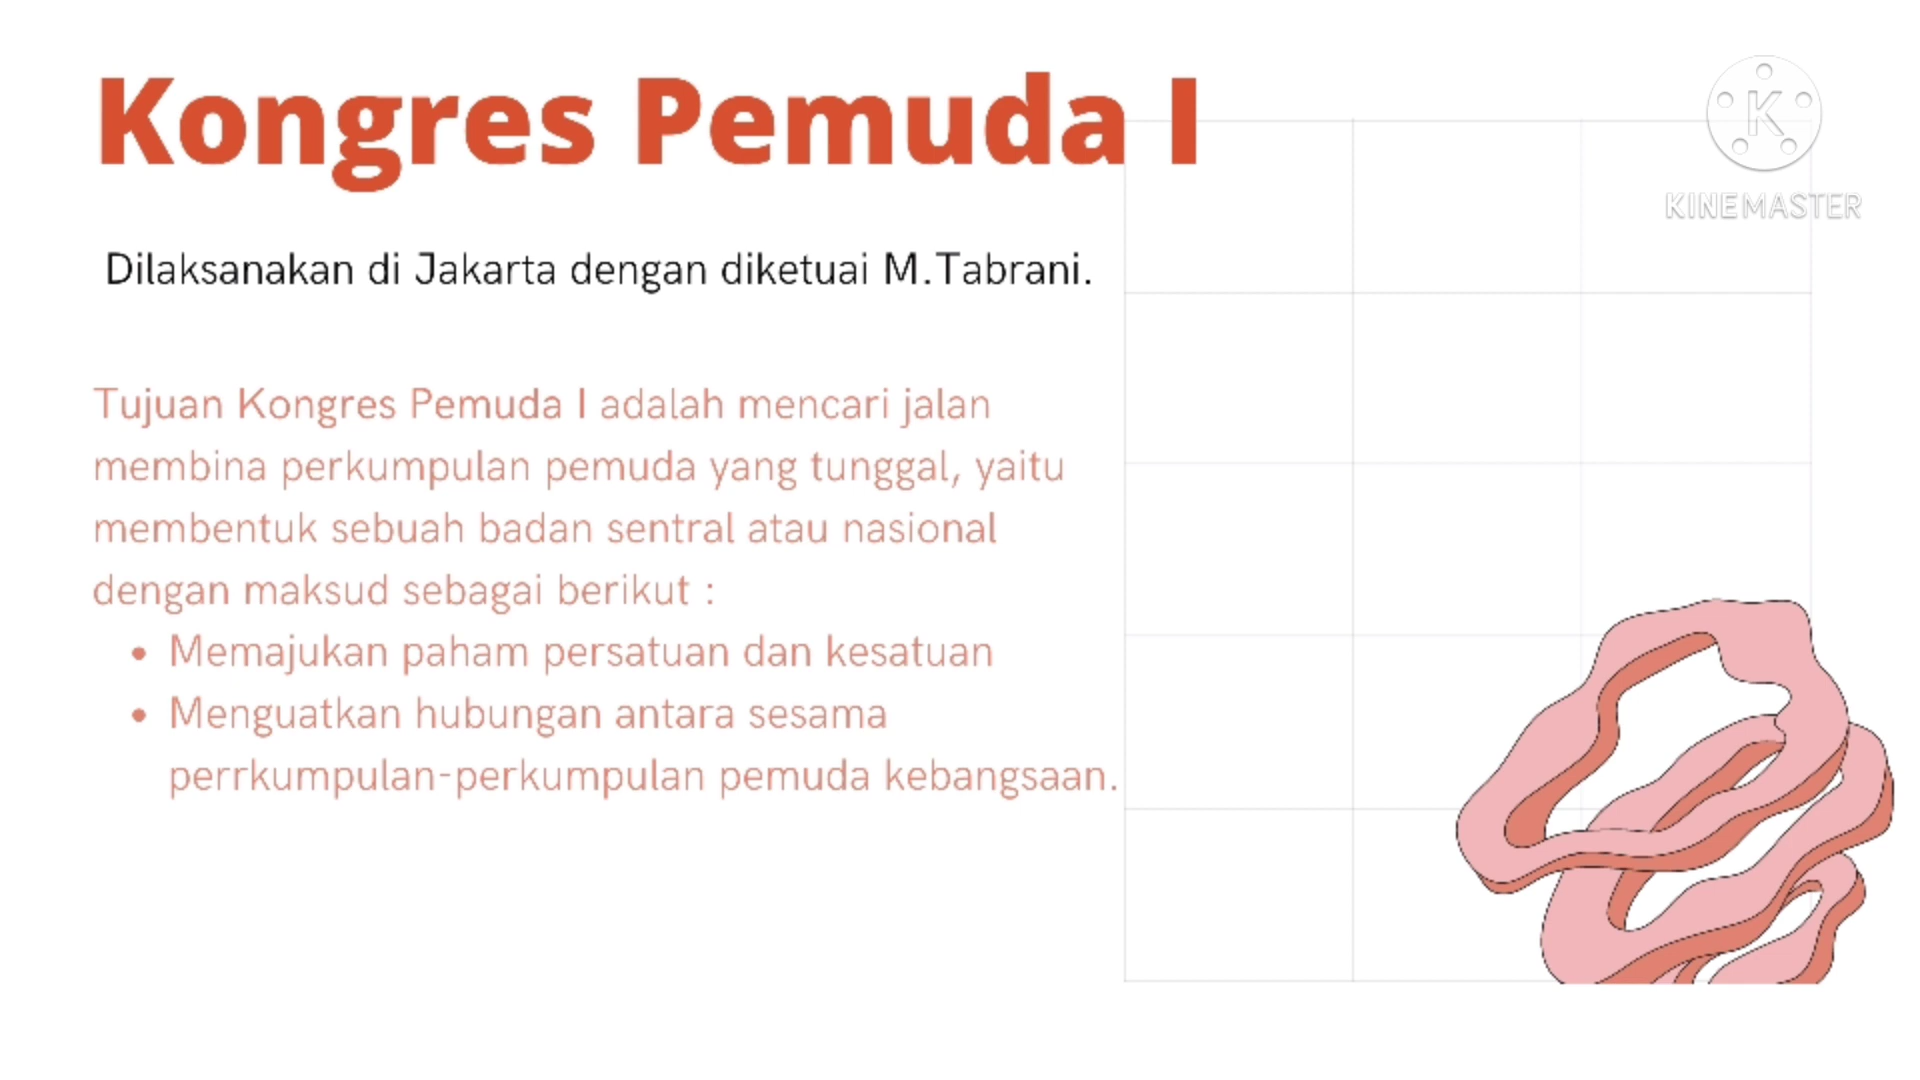 Kongres Pemuda I
K
KINEMASTER
Dilaksanakan di Jakarta dengan diketuai M.Tabrani.
Tujuan Kongres Pemuda I adalah mencari jalan
membina perkumpulan pemuda yang tunggal, yaitu
membentuk sebuah badan sentral atau nasional
dengan maksud sebagai berikut :
• Memajukan paham persatuan dan kesatuan
• Menguatkan hubungan antara sesama
perrkumpulan-perkumpulan pemuda kebangsaan.